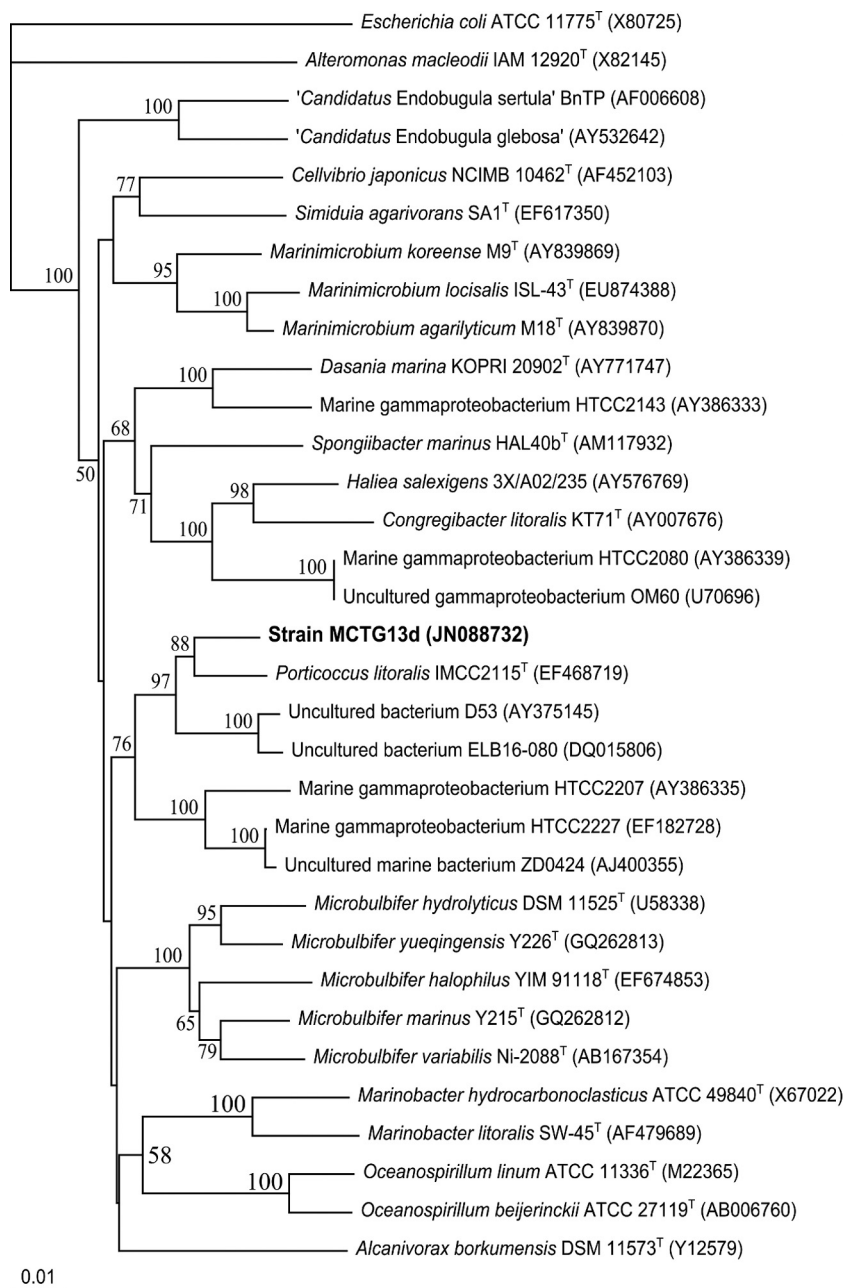 Escherichia coli ATCC 11775ᵀ (X80725)
Alteromonas macleodii IAM 12920ᵀ (X82145)
100
'Candidatus Endobugula sertula' BnTP (AF006608)
'Candidatus Endobugula glebosa' (AY532642)
77
Cellvibrio japonicus NCIMB 10462ᵀ (AF452103)
Simiduia agarivorans SA1ᵀ (EF617350)
Marinimicrobium koreense M9ᵀ (AY839869)
100
95
Marinimicrobium locisalis ISL-43ᵀ (EU874388)
100
Marinimicrobium agarilyticum M18ᵀ (AY839870)
Dasania marina KOPRI 20902ᵀ (AY771747)
100
Marine gammaproteobacterium HTCC2143 (AY386333)
68
Spongiibacter marinus HAL40bᵀ (AM117932)
50
Haliea salexigens 3X/A02/235 (AY576769)
98
71
Congregibacter litoralis KT71ᵀ (AY007676)
100
Marine gammaproteobacterium HTCC2080 (AY386339)
100
Uncultured gammaproteobacterium OM60 (U70696)
Strain MCTG13d (JN088732)
88
Porticoccus litoralis IMCC2115ᵀ (EF468719)
97
Uncultured bacterium D53 (AY375145)
100
76
Uncultured bacterium ELB16-080 (DQ015806)
Marine gammaproteobacterium HTCC2207 (AY386335)
100
Marine gammaproteobacterium HTCC2227 (EF182728)
100
Uncultured marine bacterium ZD0424 (AJ400355)
Microbulbifer hydrolyticus DSM 11525ᵀ (U58338)
95
Microbulbifer yueqingensis Y226ᵀ (GQ262813)
100
Microbulbifer halophilus YIM 91118ᵀ (EF674853)
65
Microbulbifer marinus Y215ᵀ (GQ262812)
79
Microbulbifer variabilis Ni-2088ᵀ (AB167354)
Marinobacter hydrocarbonoclasticus ATCC 49840ᵀ (X67022)
100
Marinobacter litoralis SW-45ᵀ (AF479689)
58
Oceanospirillum linum ATCC 11336ᵀ (M22365)
100
Oceanospirillum beijerinckii ATCC 27119ᵀ (AB006760)
Alcanivorax borkumensis DSM 11573ᵀ (Y12579)
0.01